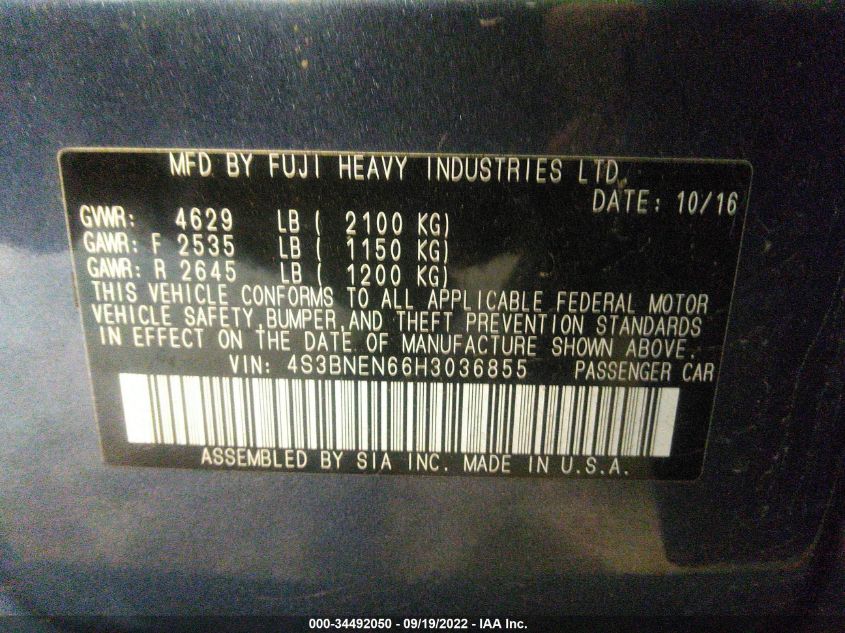 MFD BY FUJI HEAVY INDUSTRIES LTD.
DATE: 10/16
GVWR: 4629 LB ( 2100 KG)
GAWR: F 2535 LB ( 1150 KG)
GAWR: R 2645 LB ( 1200 KG)
THIS VEHICLE CONFORMS TO ALL APPLICABLE FEDERAL MOTOR
VEHICLE SAFETY,BUMPER,AND THEFT PREVENTION STANDARDS
IN EFFECT ON THE DATE OF MANUFACTURE SHOWN ABOVE.
VIN: 4S3BNEN66H3036855 PASSENGER CAR
ASSEMBLED BY SIA INC. MADE IN U.S.A.
000-34492050 - 09/19/2022 - IAA Inc.